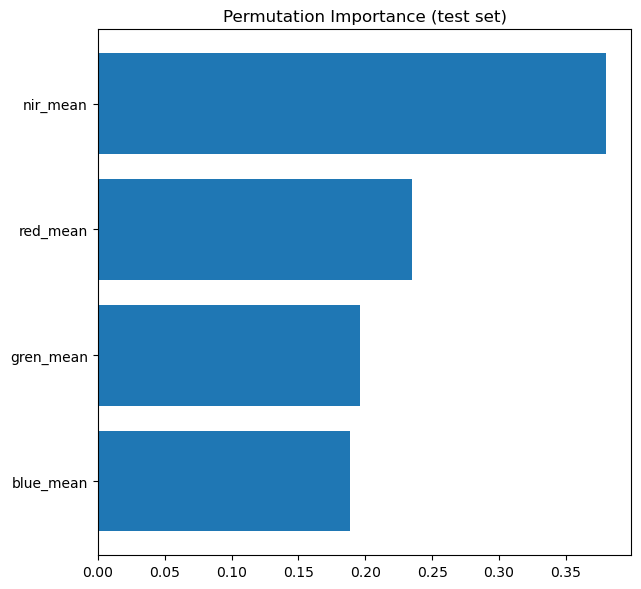 Permutation Importance (test set)
nir_mean
red_mean
gren_mean
blue_mean
0.00 0.05 0.10 0.15 0.20 0.25 0.30 0.35